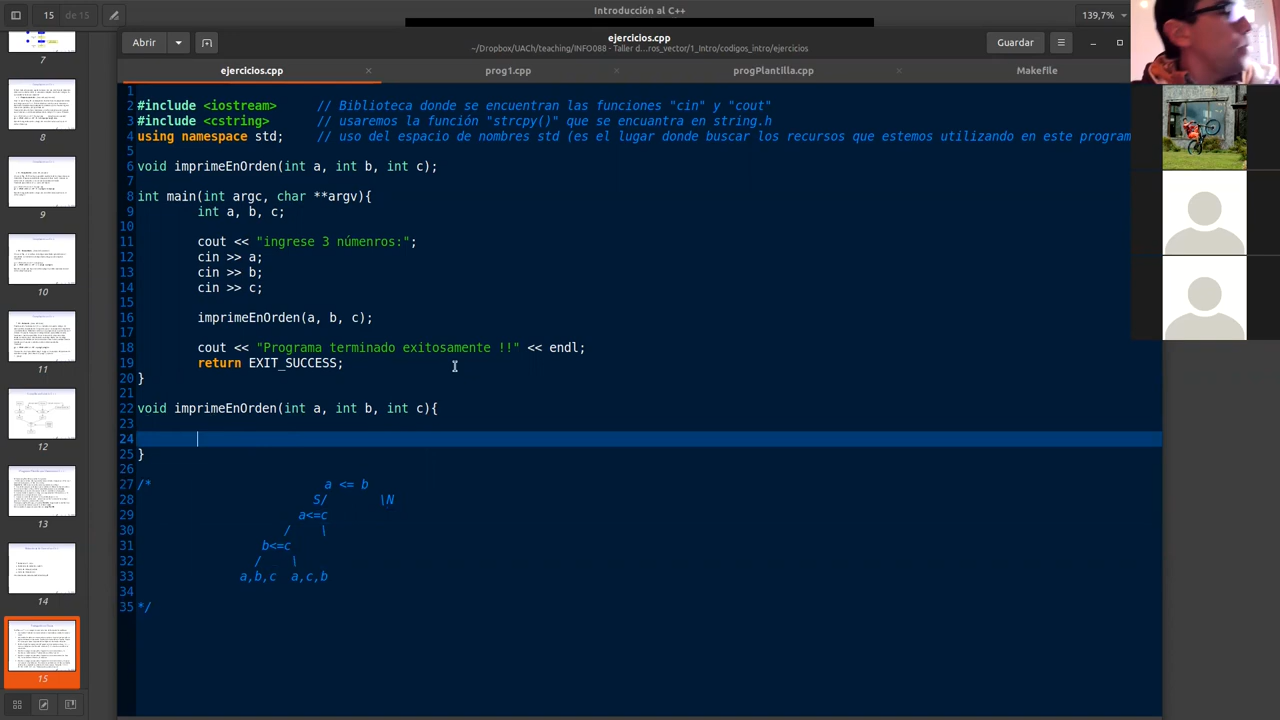 15 de 15
Introducción al C++
139,7%
Abrir
ejercicios.cpp
~/Dropbox/UACh/teaching/INFO088 - Taller d...ros_vector/1_Intro/codigos_intro/ejercicios
Guardar
ejercicios.cpp
prog1.cpp
progPlantilla.cpp
Makefile
1
2 #include <iostream> // Biblioteca donde se encuentran las funciones "cin" y "cout"
3 #include <cstring> // usaremos la función "strcpy()" que se encuentra en string.h
4 using namespace std; // uso del espacio de nombres std (es el lugar donde buscar los recursos que estemos utilizando en este program
5
6 void imprimeEnOrden(int a, int b, int c);
7
8 int main(int argc, char **argv){
9 int a, b, c;
10
11 cout << "ingrese 3 númenros:";
12 cin >> a;
13 cin >> b;
14 cin >> c;
15
16 imprimeEnOrden(a, b, c);
17
18 cout << "Programa terminado exitosamente !!" << endl;
19 return EXIT_SUCCESS;
20 }
21
22 void imprimeEnOrden(int a, int b, int c){
23
24
25 }
26
27 /* a <= b
28 S/ \N
29 a<=c
30 / \
31 b<=c
32 / \
33 a,b,c a,c,b
34
35 */
7
8
9
10
11
12
13
14
15